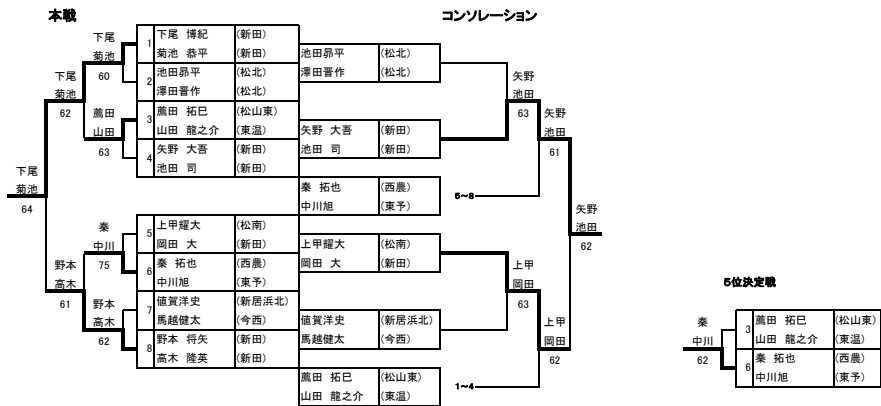 本戦
コンソレーション
下尾
菊池
64
下尾
菊池
62
下尾
菊池
60
薦田
山田
63
1 下尾 博紀 (新田)
菊池 恭平 (新田)
2 池田昴平 (松北)
澤田晋作 (松北)
3 薦田 拓巳 (松山東)
山田 龍之介 (東温)
4 矢野 大吾 (新田)
池田 司 (新田)
野本
高木
61
秦
中川
75
野本
高木
62
5 上甲耀大 (松南)
岡田 大 (新田)
6 秦 拓也 (西農)
中川旭 (東予)
7 値賀洋史 (新居浜北)
馬越健太 (今西)
8 野本 将矢 (新田)
高木 隆英 (新田)
池田昴平 (松北)
澤田晋作 (松北)
矢野 大吾 (新田)
池田 司 (新田)
秦 拓也 (西農)
中川旭 (東予)
5~8
上甲耀大 (松南)
岡田 大 (新田)
値賀洋史 (新居浜北)
馬越健太 (今西)
薦田 拓巳 (松山東)
山田 龍之介 (東温)
1~4
矢野
池田
63
矢野
池田
61
上甲
岡田
63
上甲
岡田
62
矢野
池田
62
5位決定戦
秦
中川
62
3 薦田 拓巳 (松山東)
山田 龍之介 (東温)
6 秦 拓也 (西農)
中川旭 (東予)